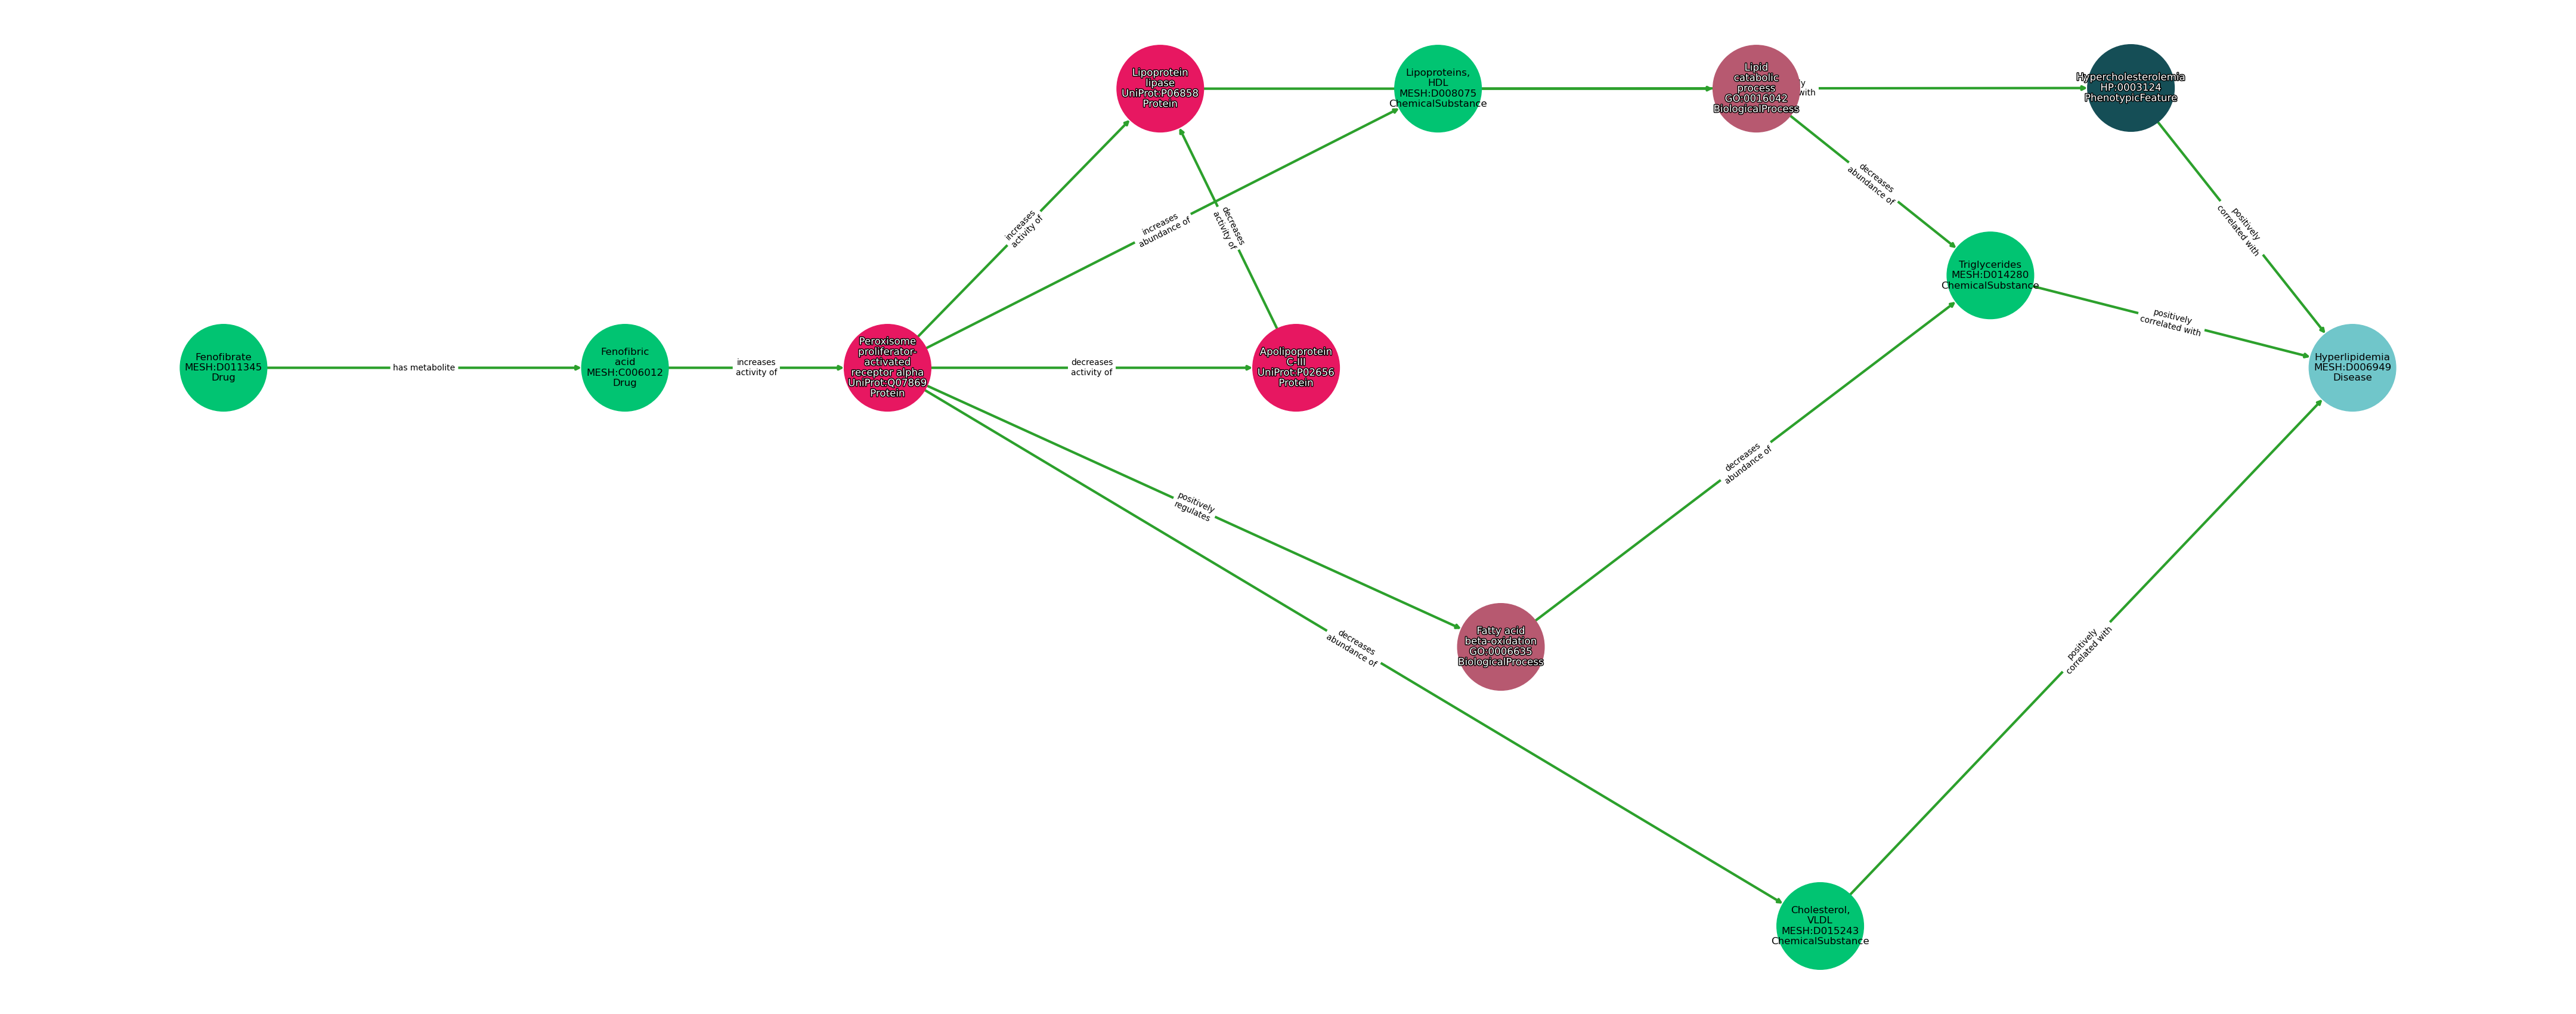 Lipoprotein
lipase
UniProt:P06858
Protein
Lipoproteins,
HDL
MESH:D008075
ChemicalSubstance
Lipid
catabolic
process
GO:0016042
BiologicalProcess
with
Hypercholesterolemia
HP:0003124
PhenotypicFeature
decreases
abundance of
positively
correlated with
increases
activity of
increases
abundance of
decreases
activity of
Triglycerides
MESH:D014280
ChemicalSubstance
positively
correlated with
Fenofibrate
MESH:D011345
Drug
has metabolite
Fenofibric
acid
MESH:C006012
Drug
increases
activity of
Peroxisome
proliferator-
activated
receptor alpha
UniProt:Q07869
Protein
decreases
activity of
Apolipoprotein
C-III
UniProt:P02656
Protein
Hyperlipidemia
MESH:D006949
Disease
decreases
abundance of
positively
regulates
Fatty acid
beta-oxidation
GO:0006635
BiologicalProcess
decreases
abundance of
positively
correlated with
Cholesterol,
VLDL
MESH:D015243
ChemicalSubstance